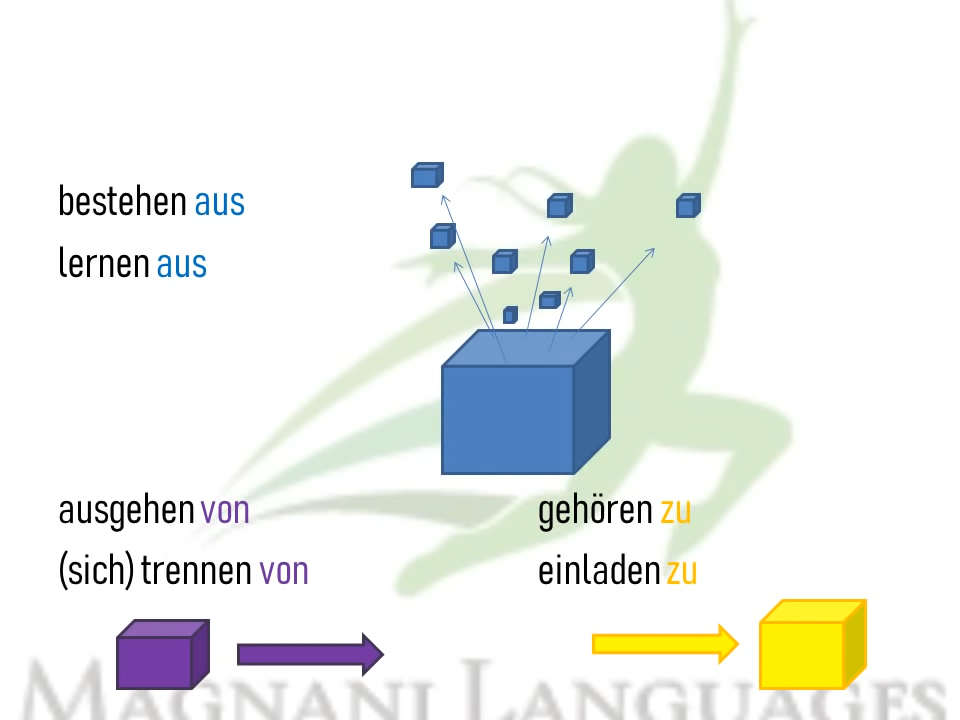 bestehen aus
lernen aus
ausgehen von
(sich) trennen von
gehören zu
einladen zu
MAGNANI LANGUAGES